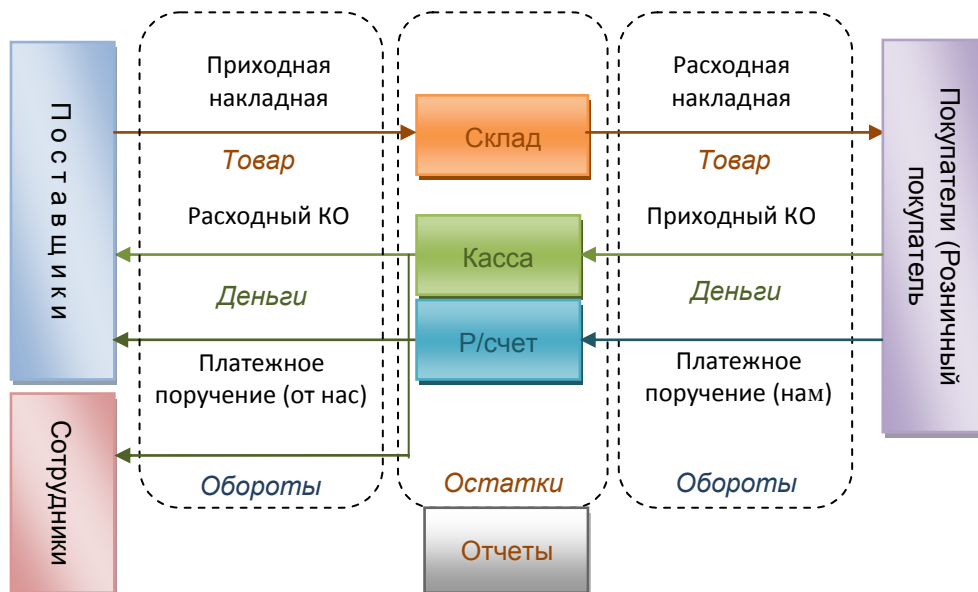 Поставщики
Приходная
накладная
Товар
Расходный КО
Деньги
Платежное
поручение (от нас)
Обороты
Сотрудники
Склад
Касса
Р/счет
Остатки
Отчеты
Расходная
накладная
Товар
Приходный КО
Деньги
Платежное
поручение (нам)
Обороты
Покупатели (Розничный
покупатель